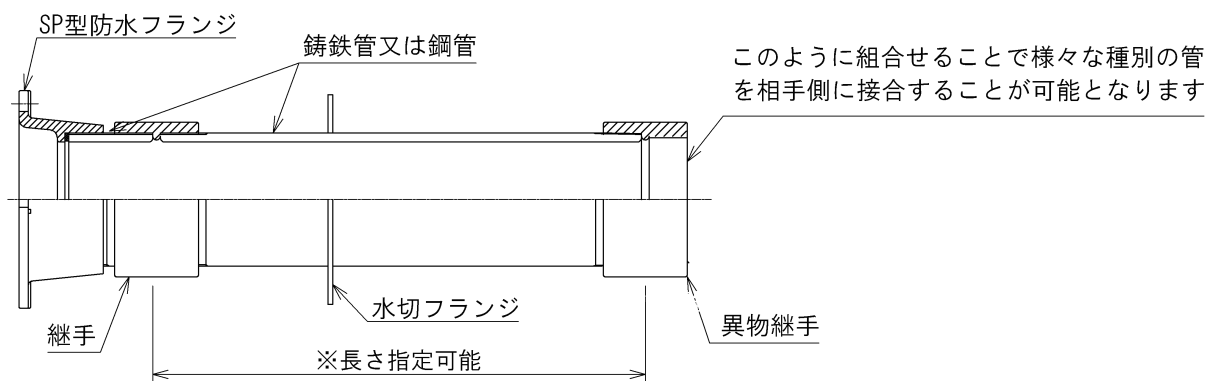 SP型防水フランジ
鋳鉄管又は鋼管
このように組合せることで様々な種別の管
を相手側に接合することが可能となります
継手
水切フランジ
異物継手
※長さ指定可能